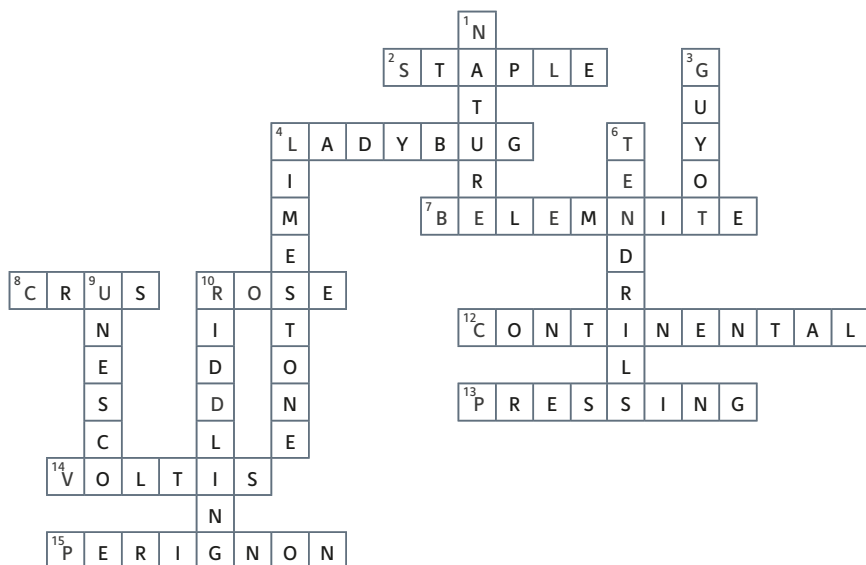 1 N
2 S T A P L E 3 G
T U
4 L A D Y B U G 6 T Y
I R E O
M 7 B E L E M N I T E
E D
8 C R 9 U S 10 R O S E R
N I T 12 C O N T I N E N T A L
E D O L
S D N 13 P R E S S I N G
C L E
14 V O L T I S
N
15 P E R I G N O N